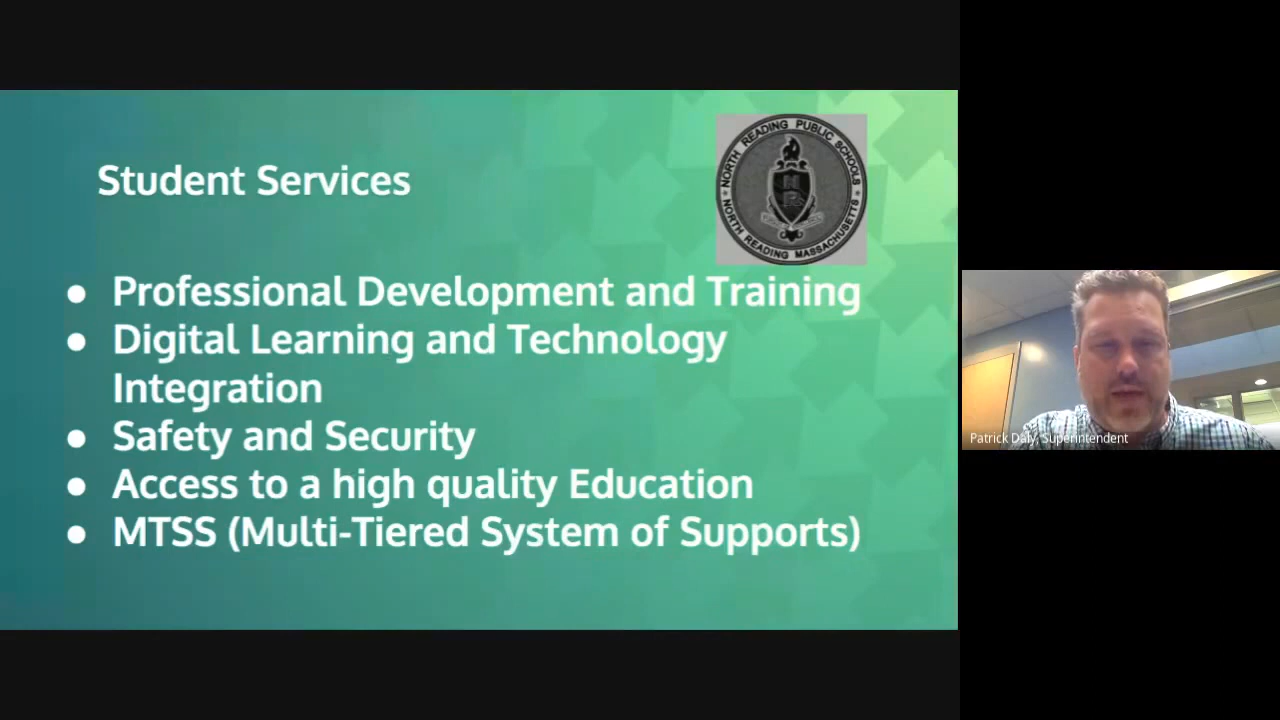 Student Services
NORTH READING PUBLIC SCHOOLS
NORTH READING MASSACHUSETTS
● Professional Development and Training
● Digital Learning and Technology
Integration
● Safety and Security
● Access to a high quality Education
● MTSS (Multi-Tiered System of Supports)
Patrick Daly, Superintendent